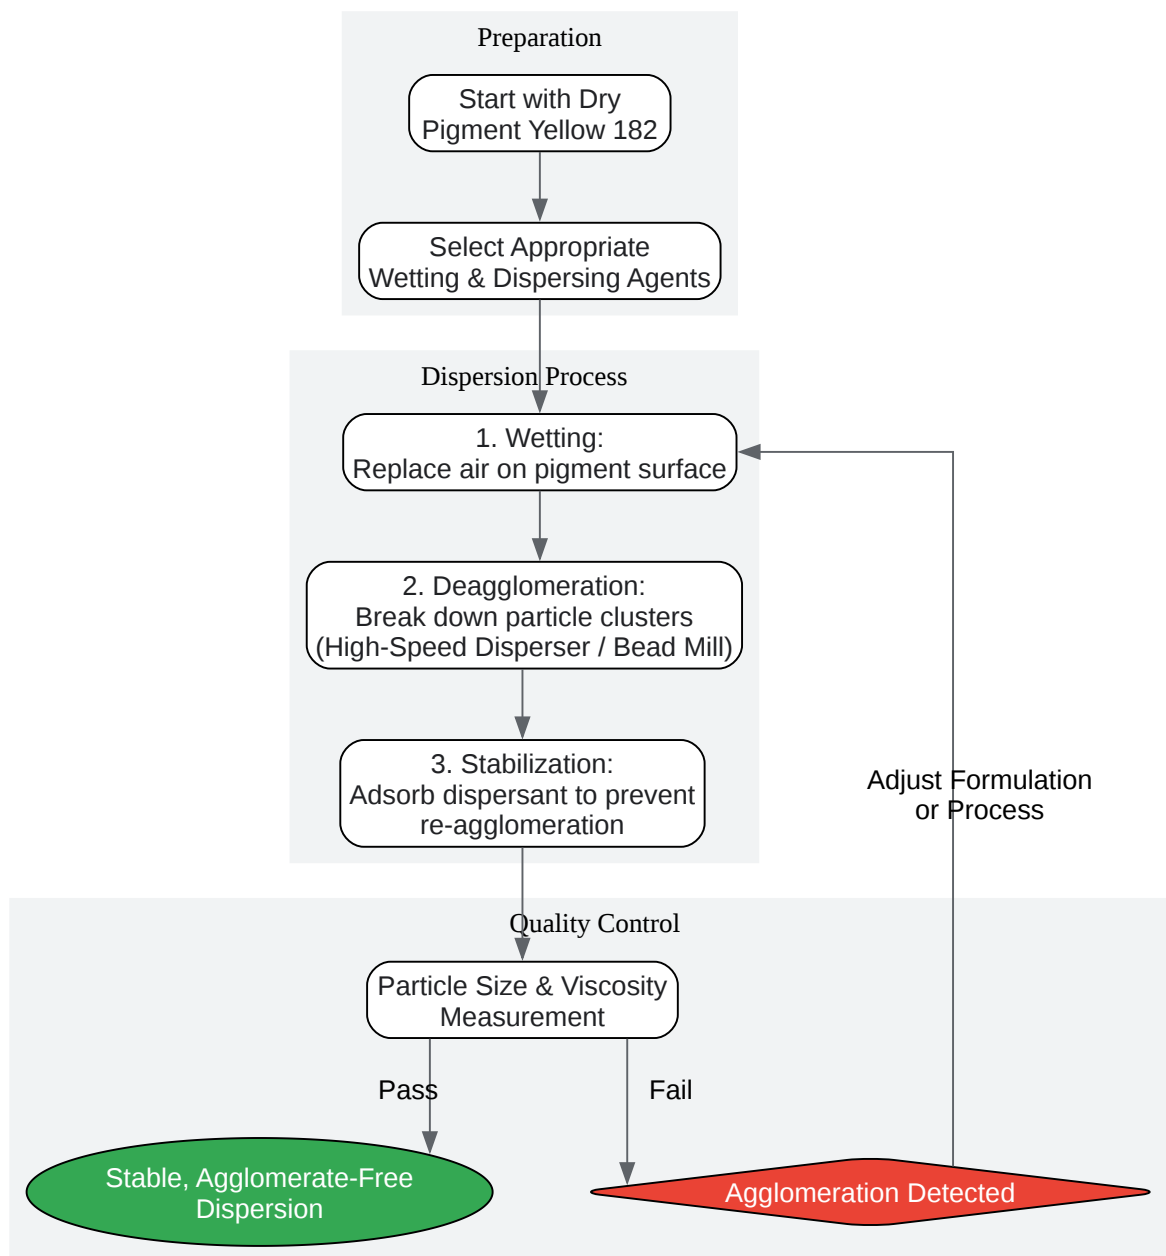 Preparation
Start with Dry
Pigment Yellow 182
Select Appropriate
Wetting & Dispersing Agents
Dispersion Process
1. Wetting:
Replace air on pigment surface
2. Deagglomeration:
Break down particle clusters
(High-Speed Disperser / Bead Mill)
3. Stabilization:
Adsorb dispersant to prevent
re-agglomeration
Adjust Formulation
or Process
Quality Control
Particle Size & Viscosity
Measurement
Pass
Fail
Stable, Agglomerate-Free
Dispersion
Agglomeration Detected